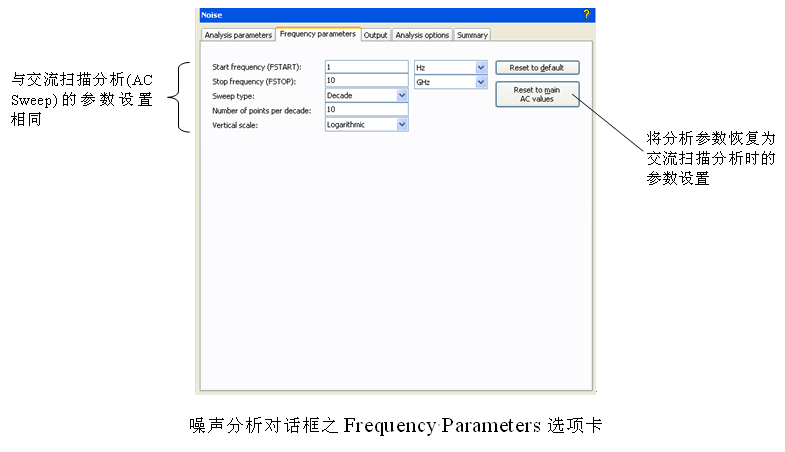 Noise ?
Analysis parameters Frequency parameters Output Analysis options Summary
Start frequency (FSTART): 1 Hz Reset to default
Stop frequency (FSTOP): 10 GHz
Sweep type: Decade Reset to main
AC values
Number of points per decade: 10
Vertical scale: Logarithmic
与交流扫描分析(AC
Sweep)的参数设置
相同
将分析参数恢复为
交流扫描分析时的
参数设置
噪声分析对话框之 Frequency·Parameters 选项卡